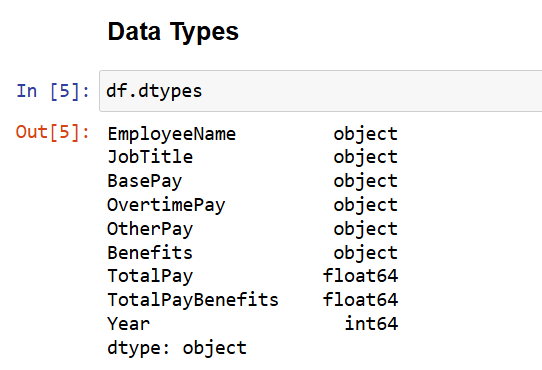 Data Types
In [5]: df.dtypes
Out[5]: EmployeeName object
JobTitle object
BasePay object
OvertimePay object
OtherPay object
Benefits object
TotalPay float64
TotalPayBenefits float64
Year int64
dtype: object